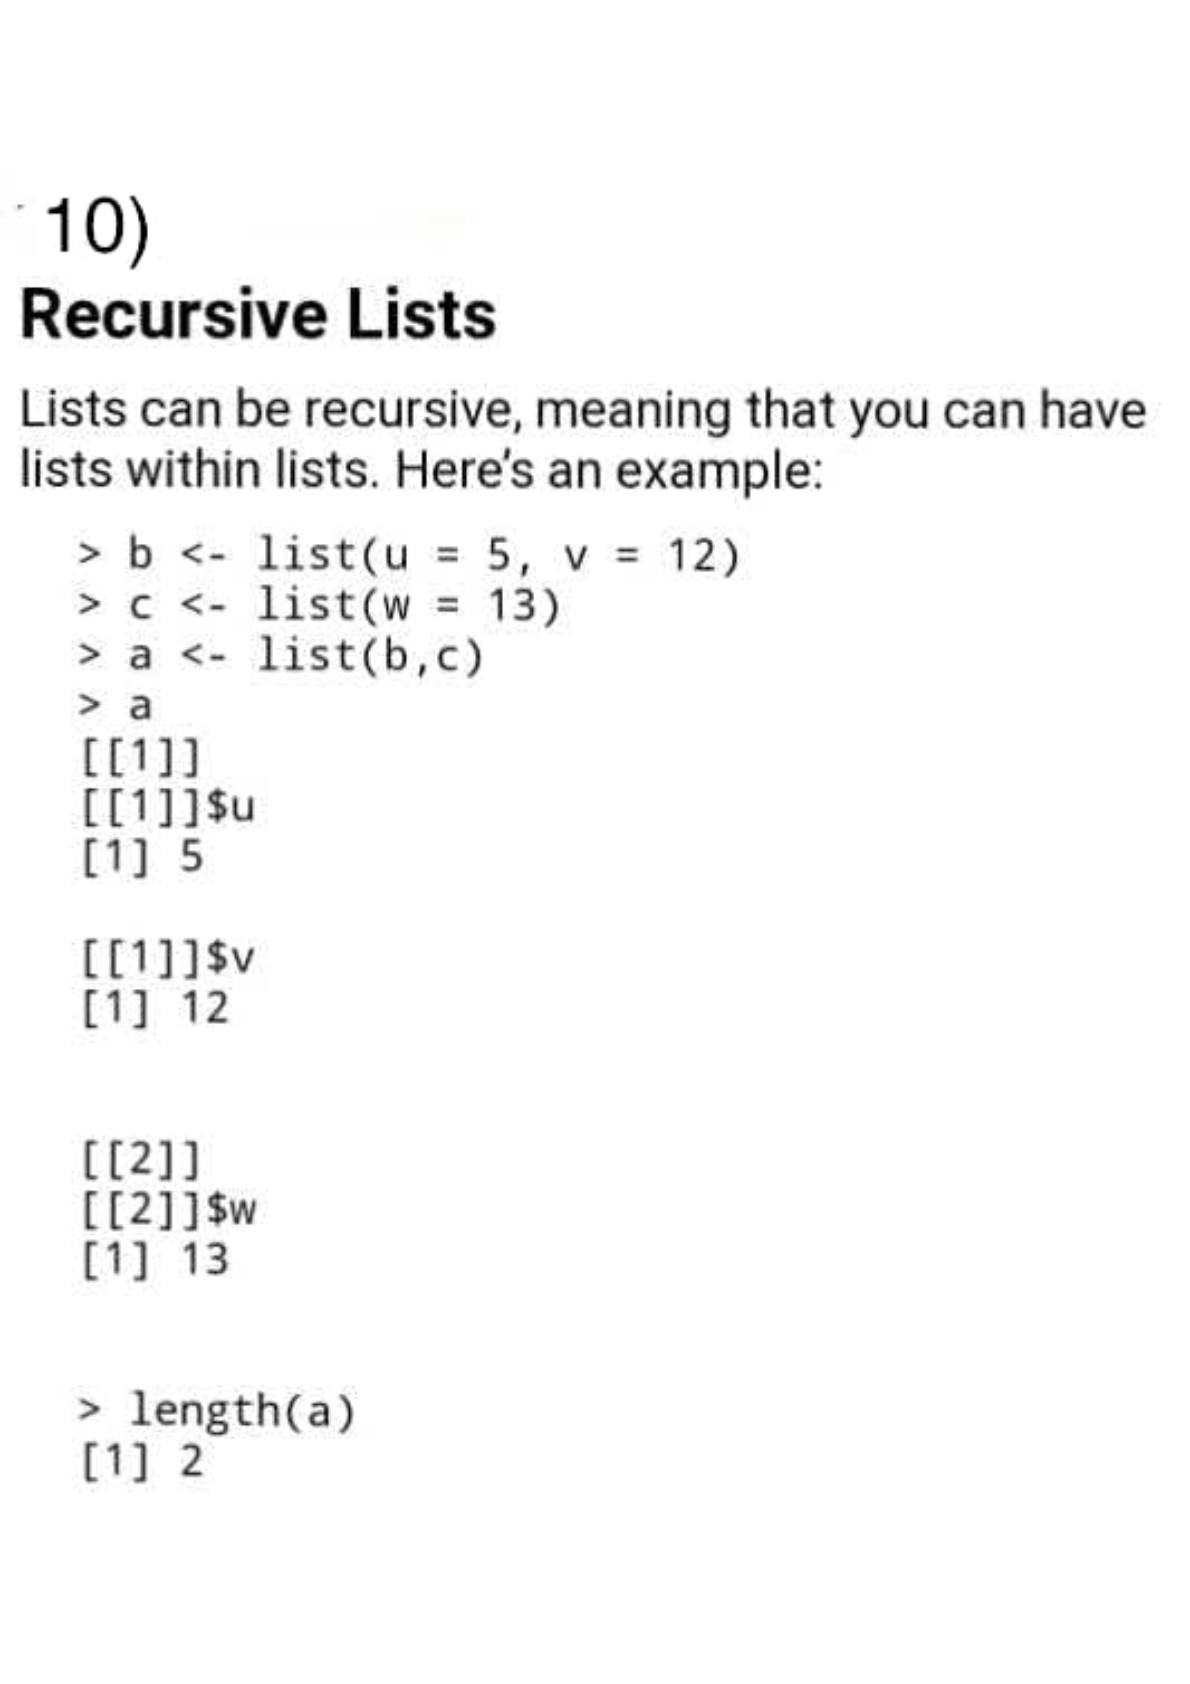 10)
Recursive Lists
Lists can be recursive, meaning that you can have
lists within lists. Here's an example:
> b <- list(u = 5, v = 12)
> c <- list(w = 13)
> a <- list(b,c)
> a
[[1]]
[[1]]$u
[1] 5
[[1]]$v
[1] 12
[[2]]
[[2]]$w
[1] 13
> length(a)
[1] 2